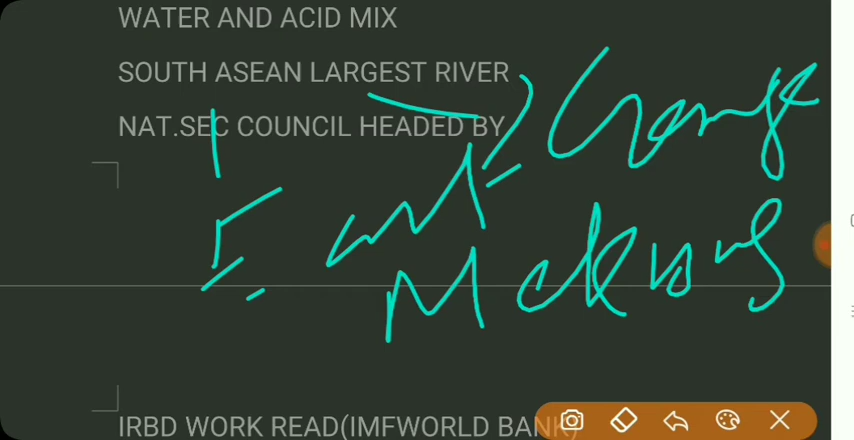 WATER AND ACID MIX
SOUTH ASEAN LARGEST RIVER
NAT.SEC COUNCIL HEADED BY
Mekong
IRBD WORK READ(IMFWORLD BANK)